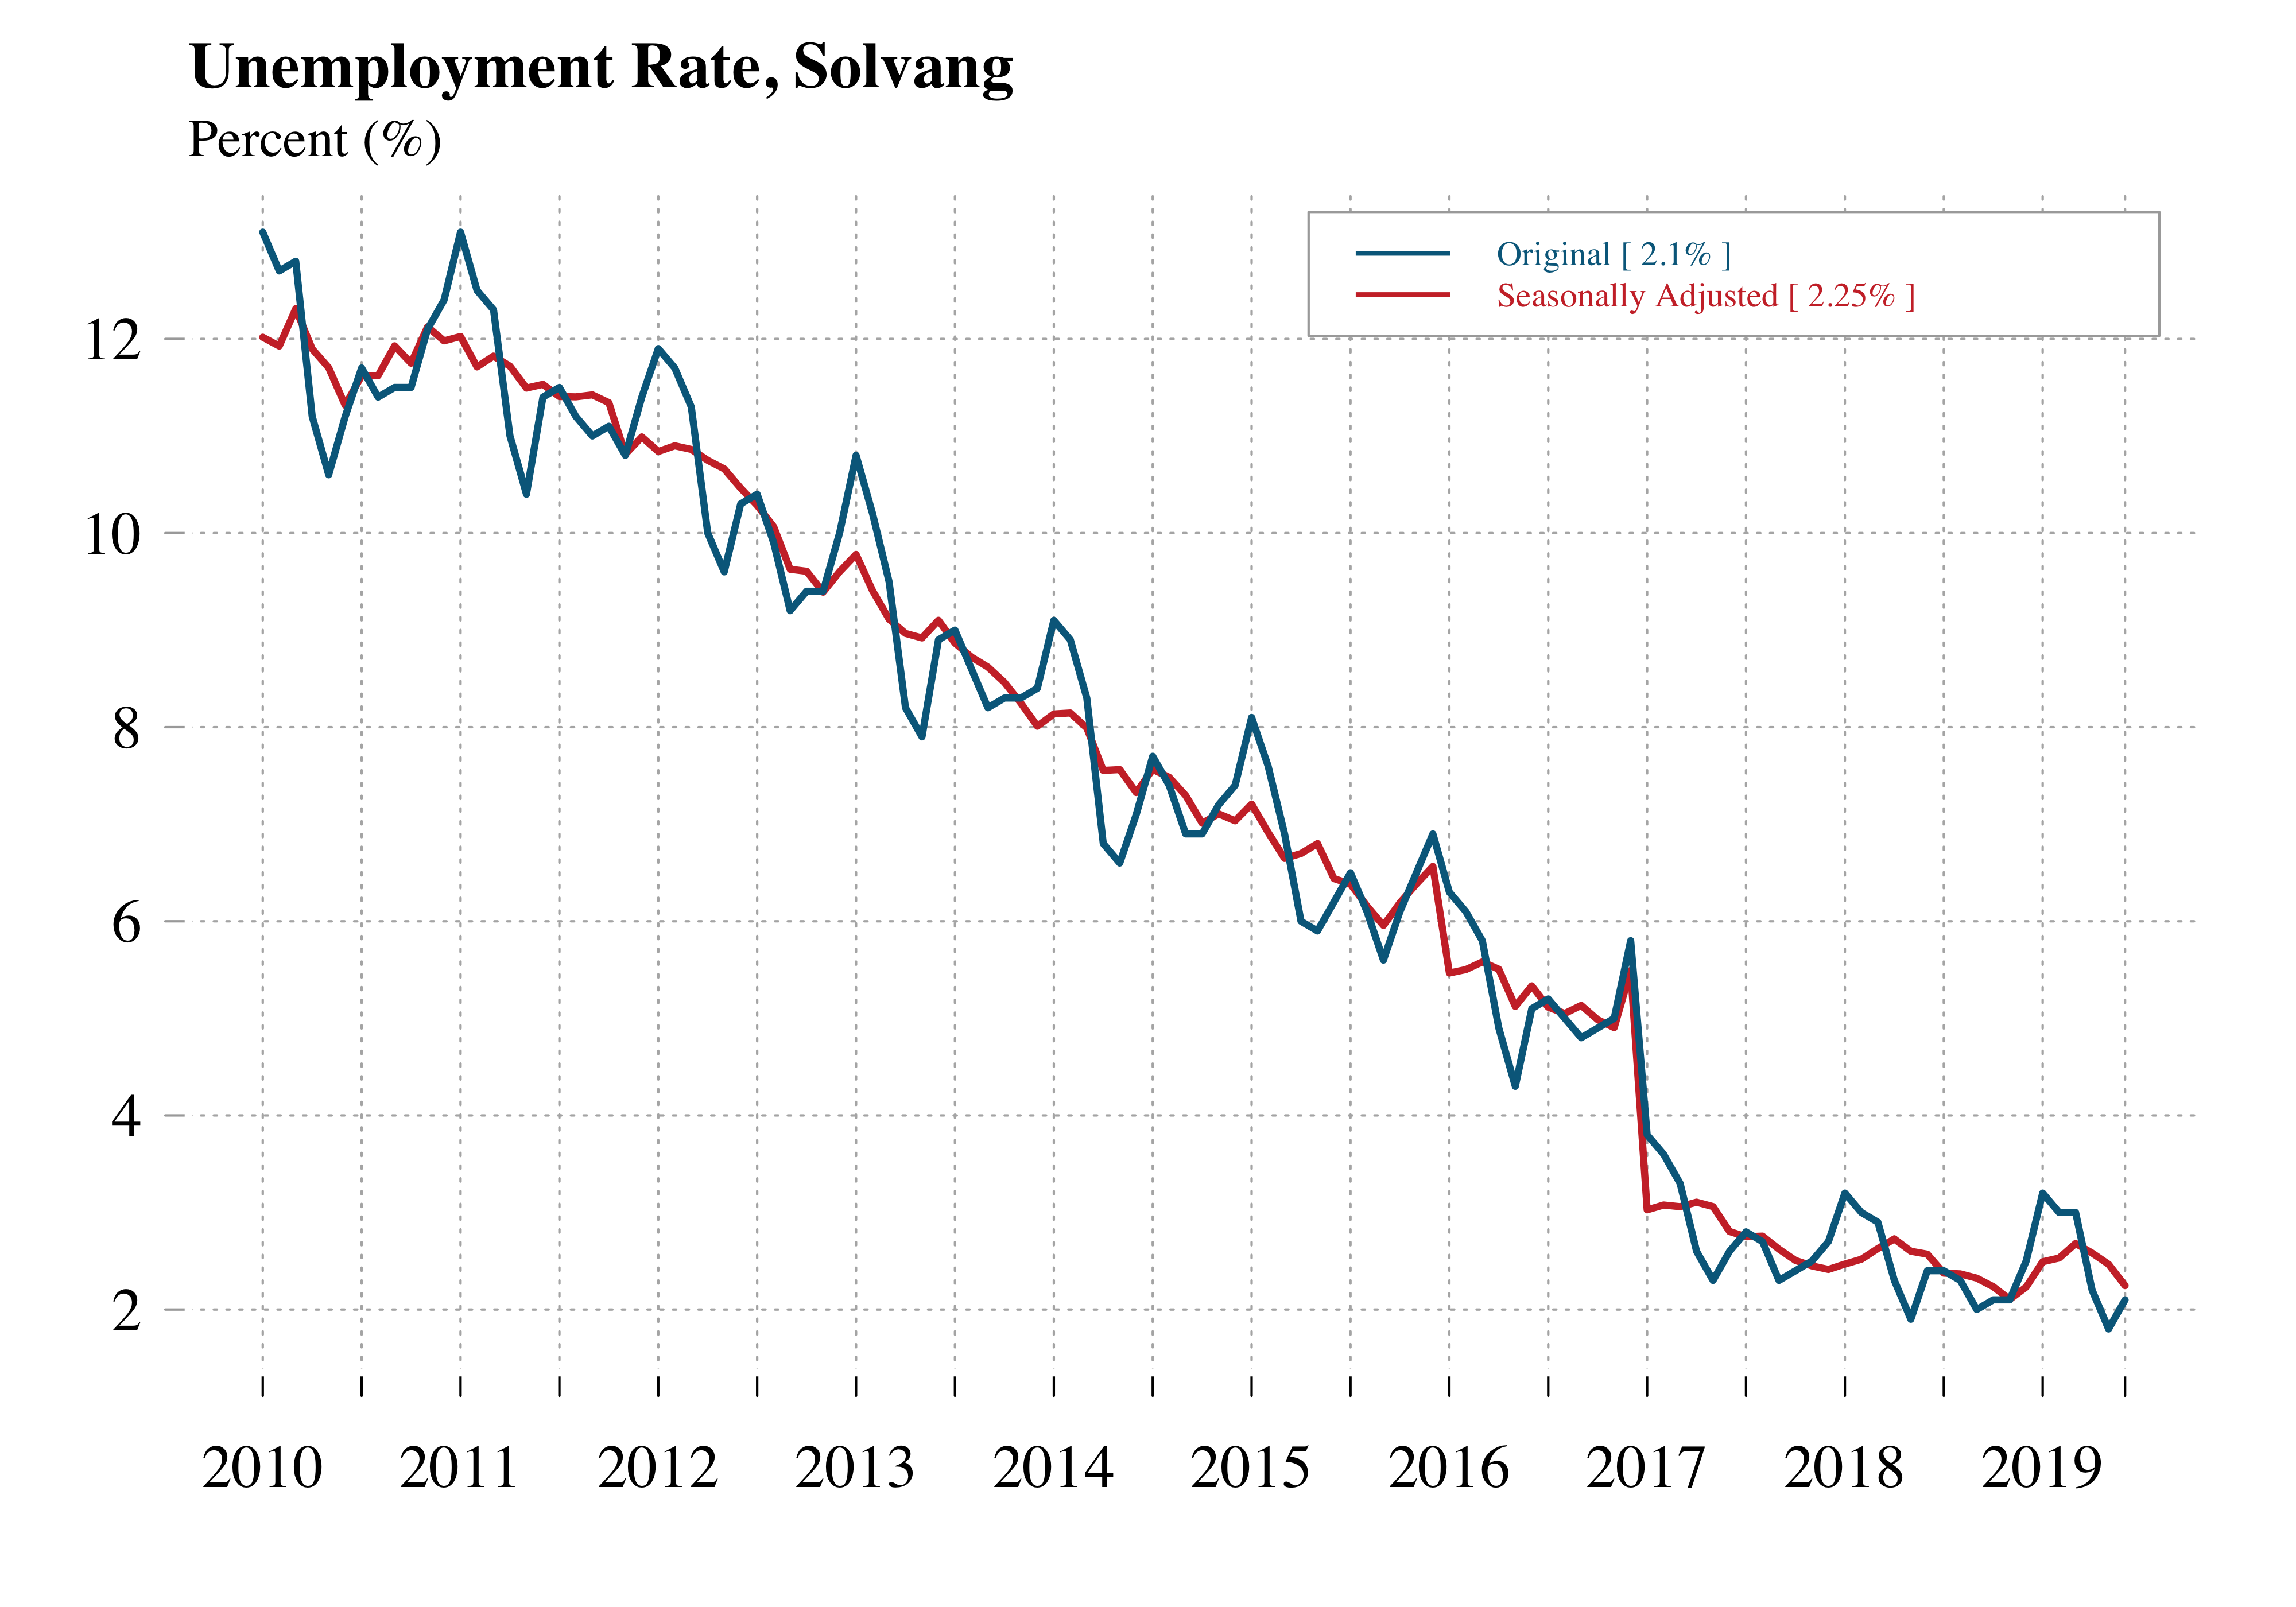 Unemployment Rate, Solvang
Percent (%)
Original [ 2.1% ]
Seasonally Adjusted [ 2.25% ]
12
10
8
6
4
2
2010 2011 2012 2013 2014 2015 2016 2017 2018 2019